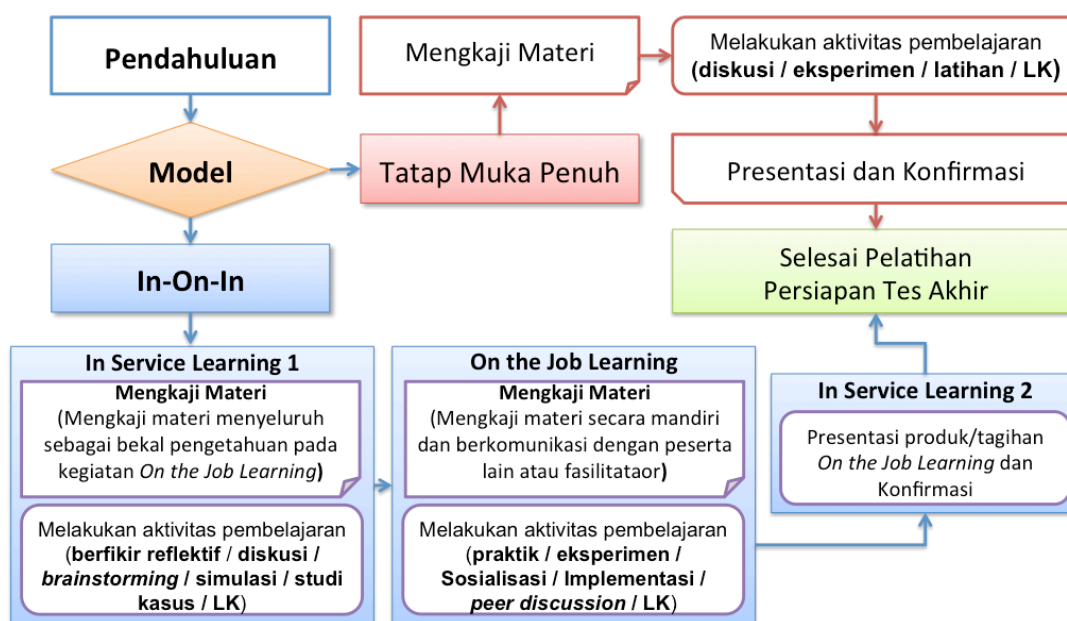 Pendahuluan
Model
Tatap Muka Penuh
Mengkaji Materi
Melakukan aktivitas pembelajaran
(diskusi / eksperimen / latihan / LK)
Presentasi dan Konfirmasi
Selesai Pelatihan
Persiapan Tes Akhir
In-On-In
In Service Learning 1
Mengkaji Materi
(Mengkaji materi menyeluruh
sebagai bekal pengetahuan pada
kegiatan On the Job Learning)
Melakukan aktivitas pembelajaran
(berfikir reflektif / diskusi /
brainstorming / simulasi / studi
kasus / LK)
On the Job Learning
Mengkaji Materi
(Mengkaji materi secara mandiri
dan berkomunikasi dengan peserta
lain atau fasilitataor)
Melakukan aktivitas pembelajaran
(praktik / eksperimen /
Sosialisasi / Implementasi /
peer discussion / LK)
In Service Learning 2
Presentasi produk/tagihan
On the Job Learning dan
Konfirmasi